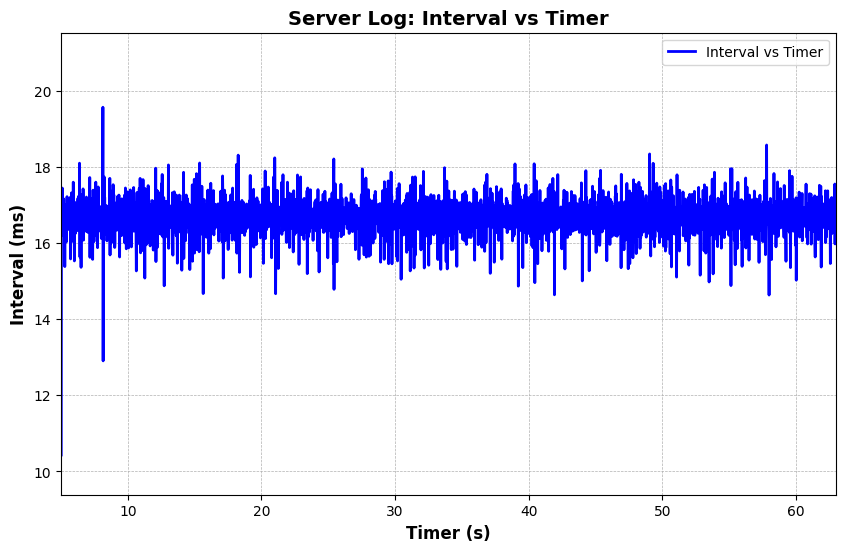 Server Log: Interval vs Timer
Interval vs Timer
Interval (ms)
20
18
16
14
12
10
10 20 30 40 50 60
Timer (s)